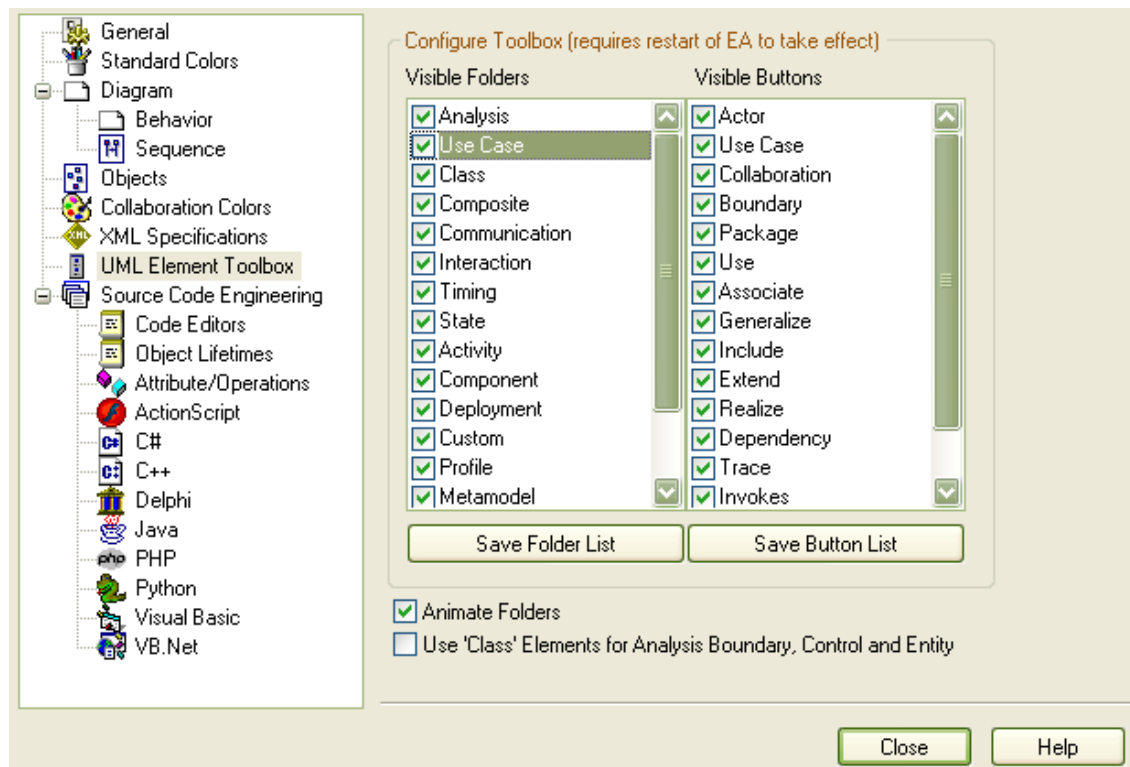 General
Standard Colors
Diagram
Behavior
Sequence
Objects
Collaboration Colors
XML Specifications
UML Element Toolbox
Source Code Engineering
Code Editors
Object Lifetimes
Attribute/Operations
ActionScript
C#
C++
Delphi
Java
php PHP
Python
Visual Basic
VB.Net
Configure Toolbox (requires restart of EA to take effect)
Visible Folders
Analysis
Use Case
Class
Composite
Communication
Interaction
Timing
State
Activity
Component
Deployment
Custom
Profile
Metamodel
Save Folder List
Visible Buttons
Actor
Use Case
Collaboration
Boundary
Package
Use
Associate
Generalize
Include
Extend
Realize
Dependency
Trace
Invokes
Save Button List
Animate Folders
Use 'Class' Elements for Analysis Boundary, Control and Entity
Close
Help